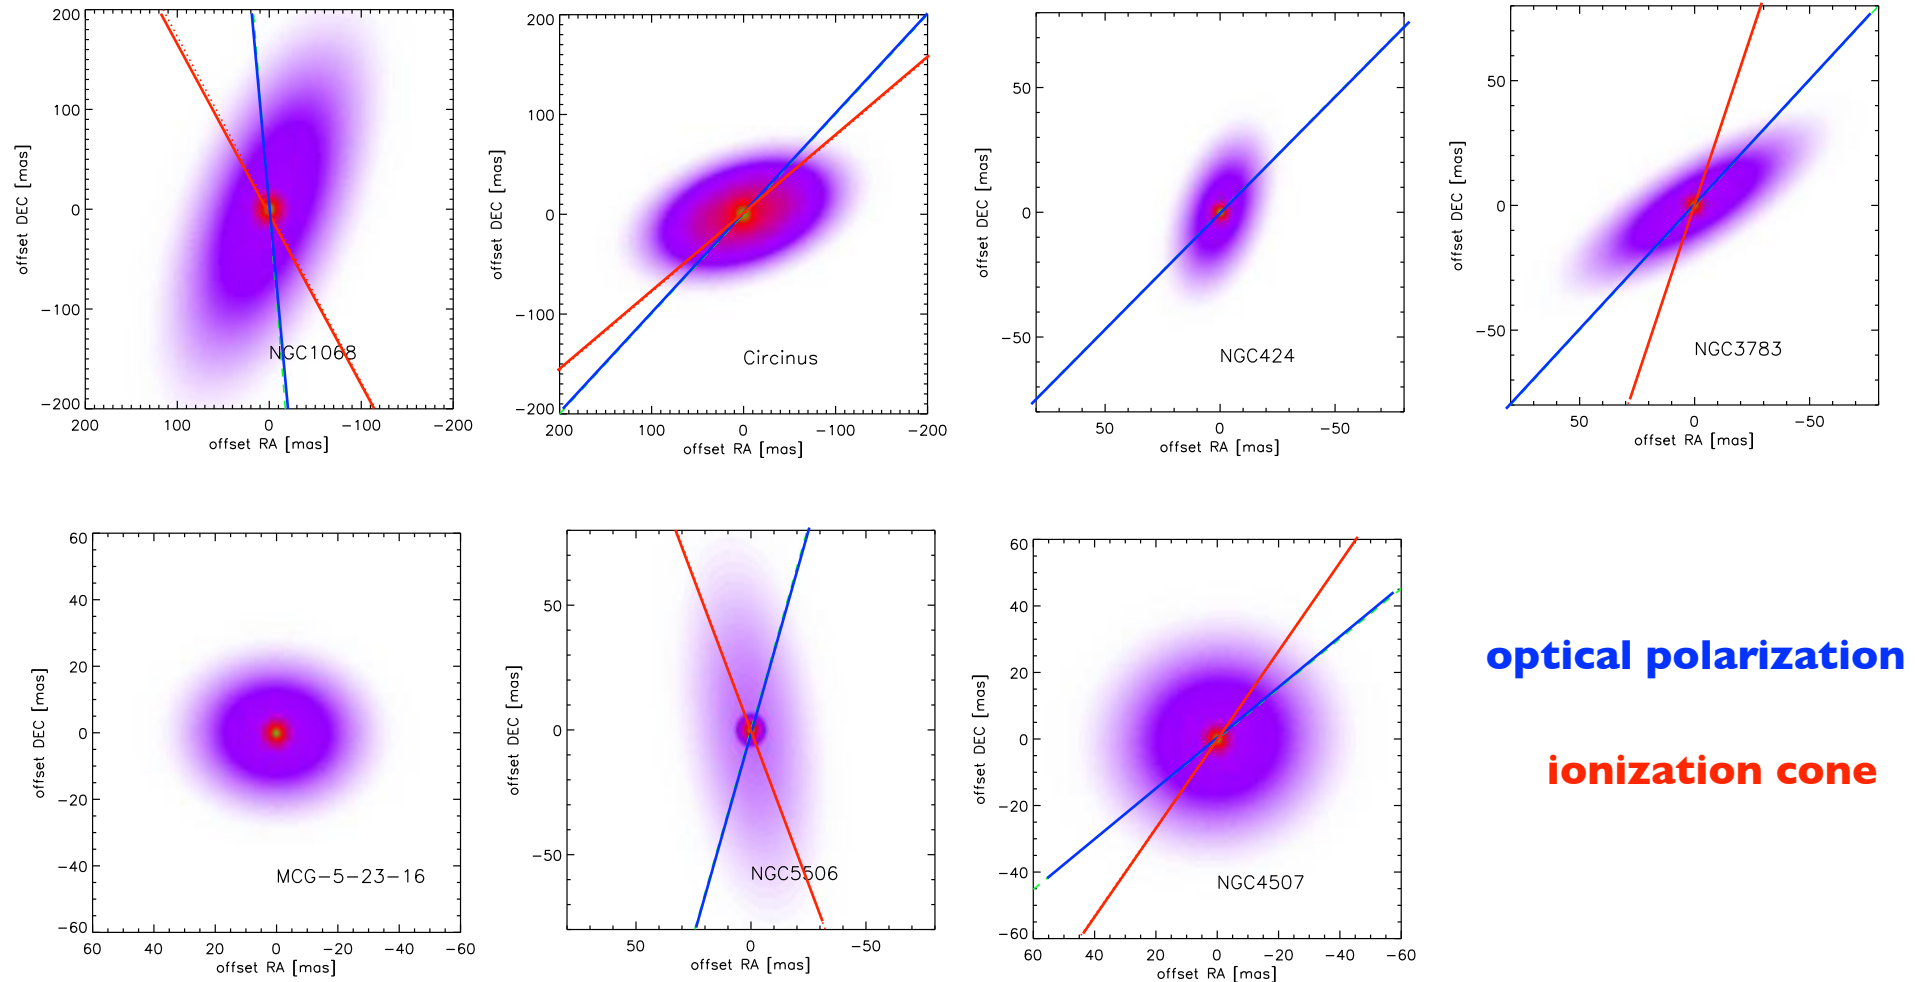 200
100
0
−100
−200
200
100
0
−100
−200
offset RA [mas]
offset DEC [mas]
NGC1068
200
100
0
−100
−200
200
100
0
−100
−200
offset RA [mas]
offset DEC [mas]
Circinus
50
0
−50
50
0
−50
offset RA [mas]
offset DEC [mas]
NGC424
50
0
−50
50
0
−50
offset RA [mas]
offset DEC [mas]
NGC3783
60
40
20
0
−20
−40
−60
60
40
20
0
−20
−40
−60
offset RA [mas]
offset DEC [mas]
MCG−5−23−16
50
0
−50
50
0
−50
offset RA [mas]
offset DEC [mas]
NGC5506
60
40
20
0
−20
−40
−60
60
40
20
0
−20
−40
−60
offset RA [mas]
offset DEC [mas]
NGC4507
optical polarization
ionization cone